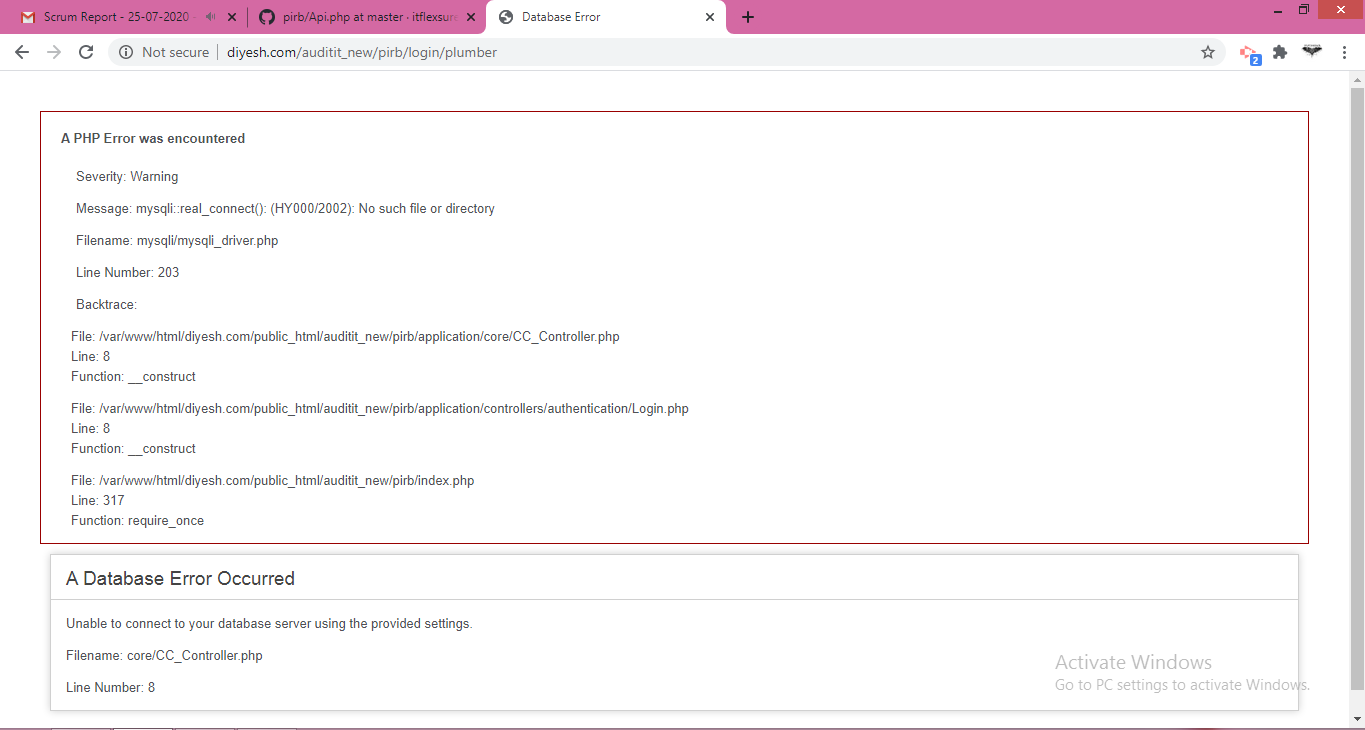 Scrum Report - 25-07-2020
pirb/Api.php at master · itflexsure
Database Error
Not secure
diyesh.com/auditit_new/pirb/login/plumber
2
A PHP Error was encountered
Severity: Warning
Message: mysqli::real_connect(): (HY000/2002): No such file or directory
Filename: mysqli/mysqli_driver.php
Line Number: 203
Backtrace:
File: /var/www/html/diyesh.com/public_html/auditit_new/pirb/application/core/CC_Controller.php
Line: 8
Function: __construct
File: /var/www/html/diyesh.com/public_html/auditit_new/pirb/application/controllers/authentication/Login.php
Line: 8
Function: __construct
File: /var/www/html/diyesh.com/public_html/auditit_new/pirb/index.php
Line: 317
Function: require_once
A Database Error Occurred
Unable to connect to your database server using the provided settings.
Filename: core/CC_Controller.php
Line Number: 8
Activate Windows
Go to PC settings to activate Windows.